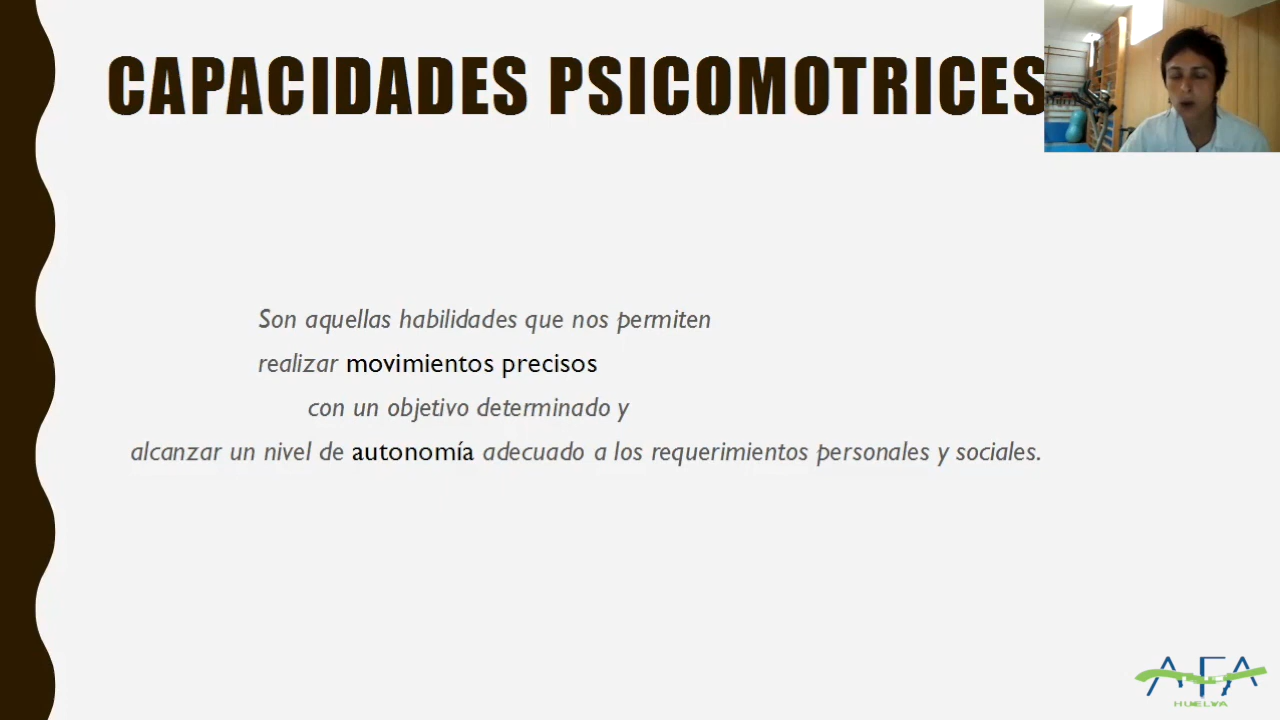 CAPACIDADES PSICOMOTRICES
Son aquellas habilidades que nos permiten
realizar movimientos precisos
con un objetivo determinado y
alcanzar un nivel de autonomía adecuado a los requerimientos personales y sociales.
AFA
HUELVA